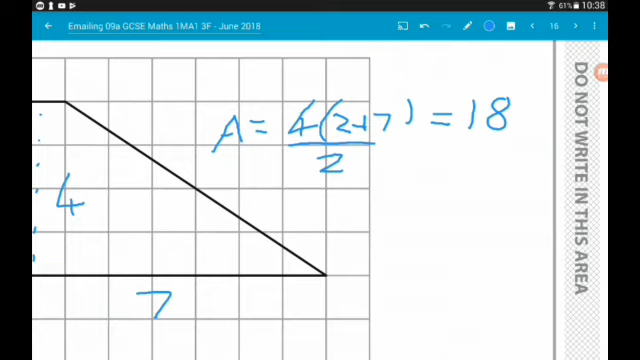 10:38
61%
Emailing 09a GCSE Maths 1MA1 3F - June 2018
16
A = 4(2+7) = 18
2
4
7
DO NOT WRITE IN THIS AREA